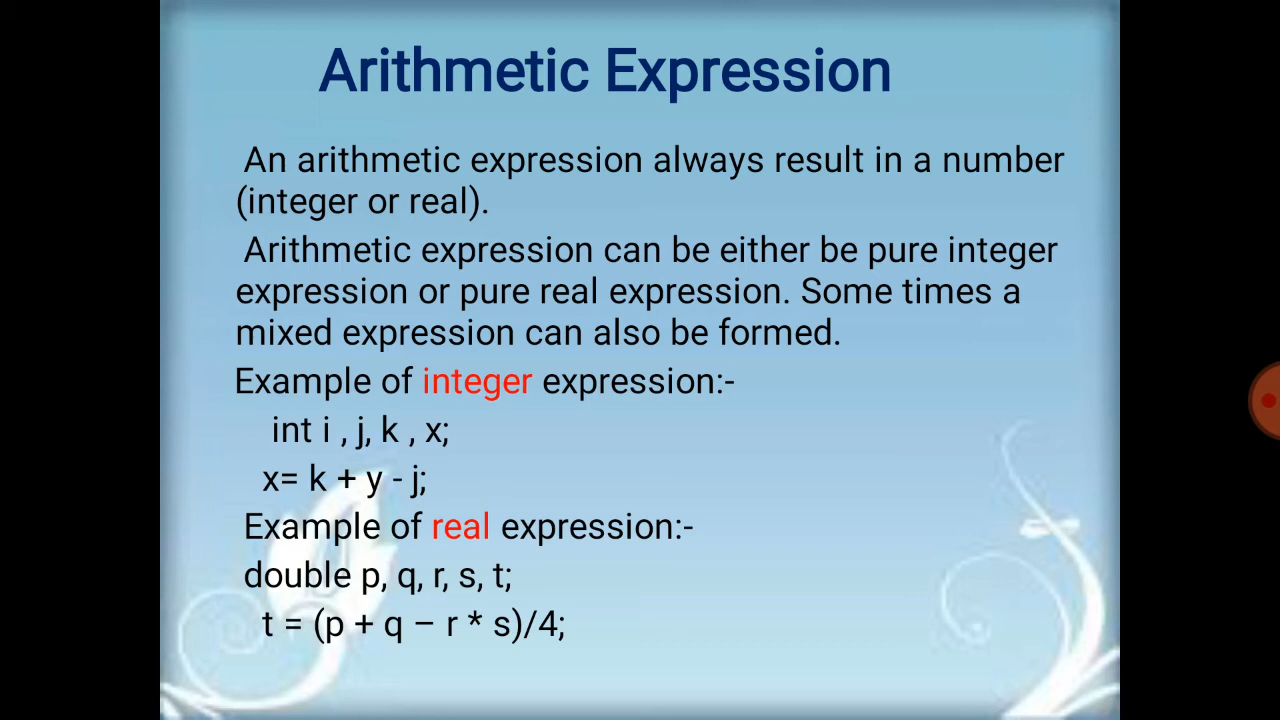 Arithmetic Expression
An arithmetic expression always result in a number
(integer or real).
Arithmetic expression can be either be pure integer
expression or pure real expression. Some times a
mixed expression can also be formed.
Example of integer expression:-
int i , j, k , x;
x= k + y - j;
Example of real expression:-
double p, q, r, s, t;
t = (p + q – r * s)/4;